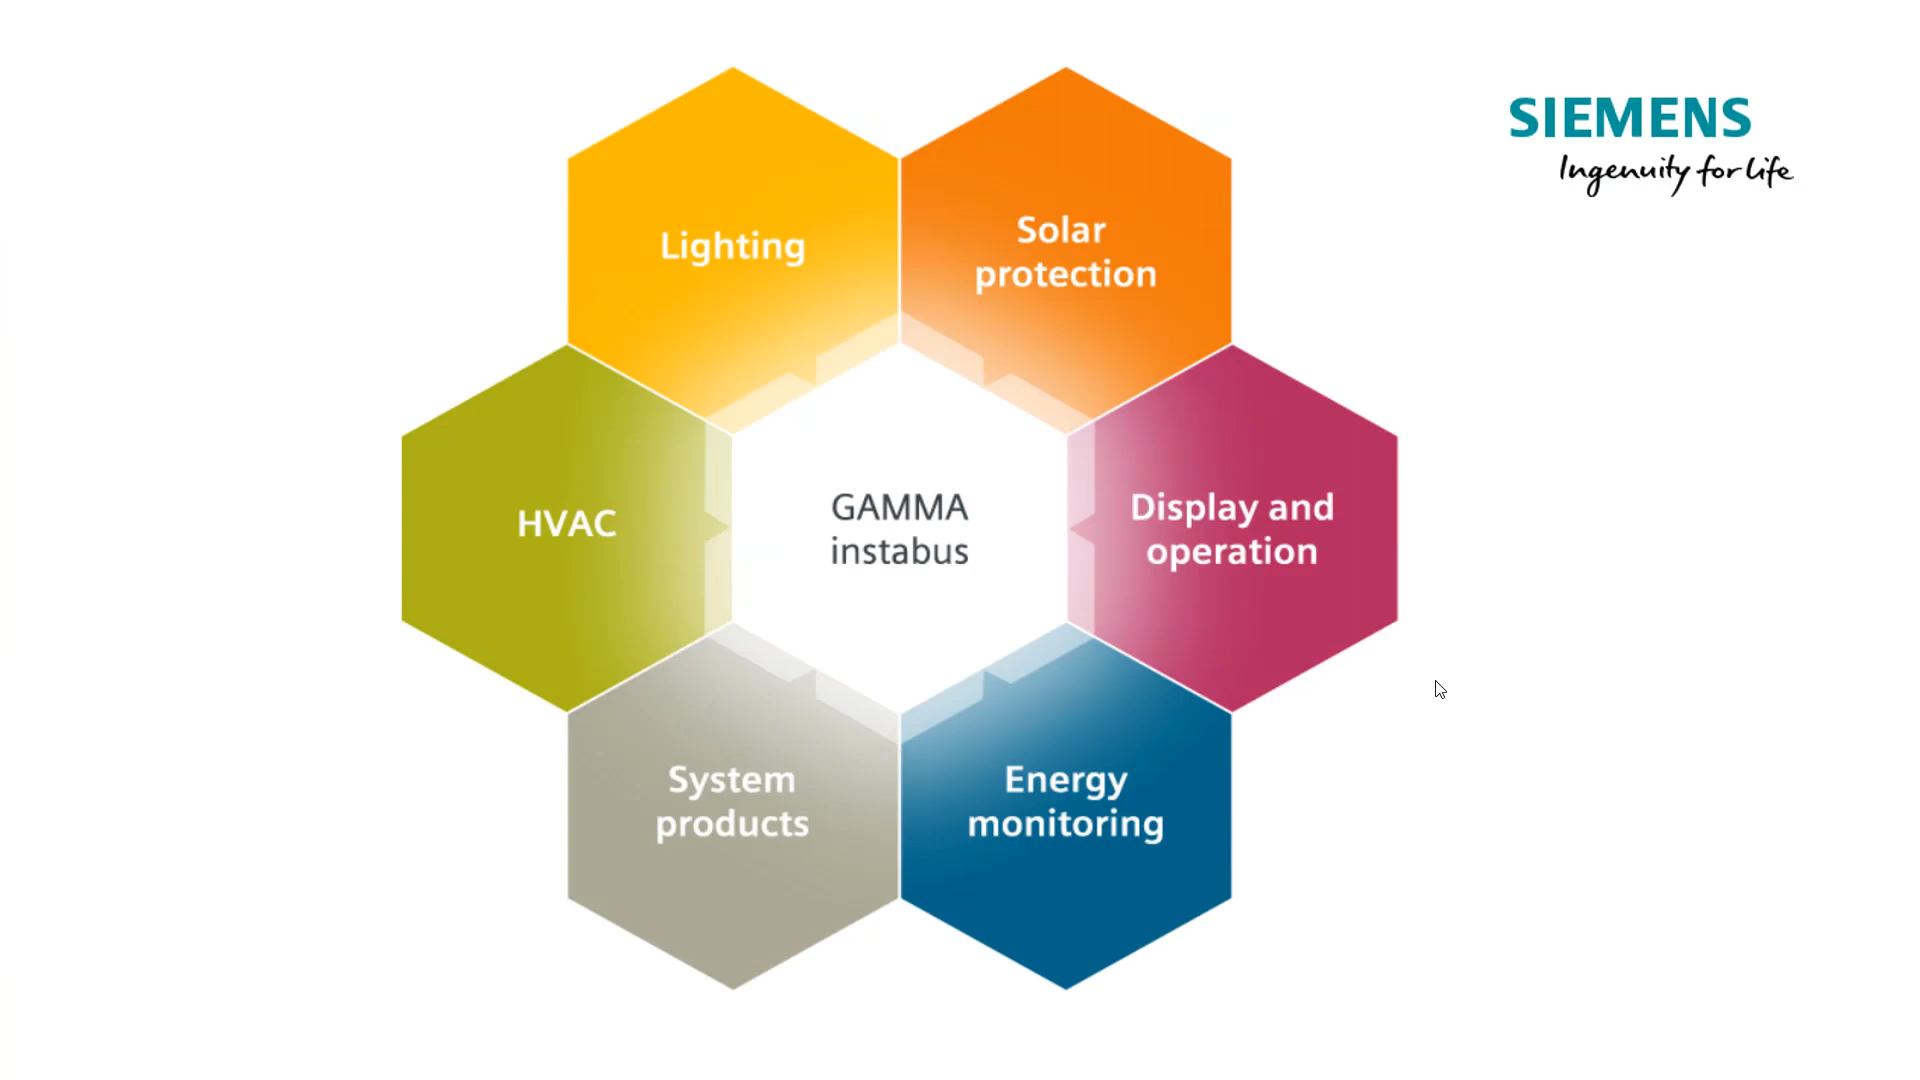 SIEMENS
Ingenuity for life
Lighting
Solar
protection
HVAC
GAMMA
instabus
Display and
operation
System
products
Energy
monitoring